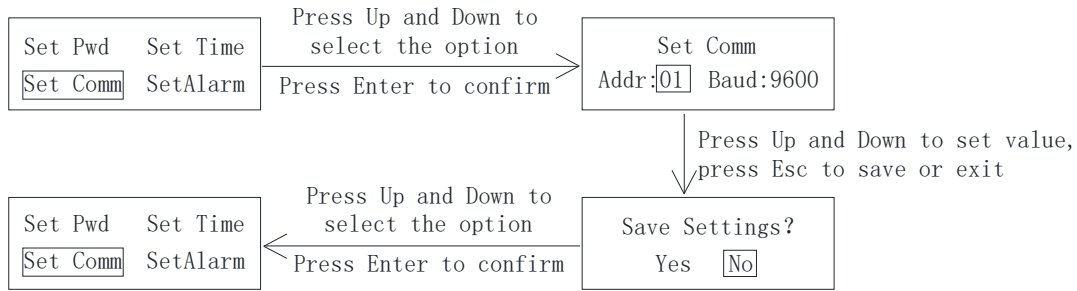 Set Pwd Set Time
Set Comm SetAlarm
Press Up and Down to
select the option
Press Enter to confirm
Set Comm
Addr:01 Baud:9600
Press Up and Down to set value,
press Esc to save or exit
Save Settings?
Yes No
Press Up and Down to
select the option
Press Enter to confirm
Set Pwd Set Time
Set Comm SetAlarm